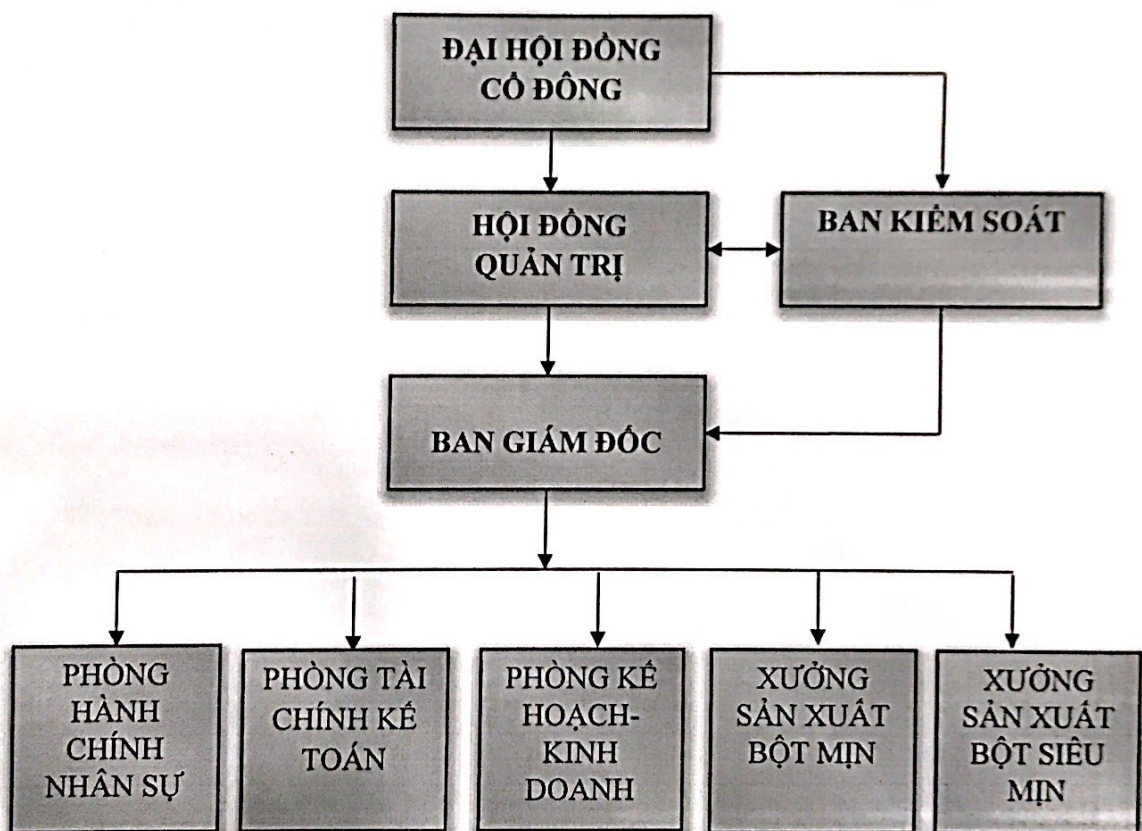 ĐẠI HỘI ĐỒNG
CỔ ĐÔNG
HỘI ĐỒNG
QUẢN TRỊ
BAN KIỂM SOÁT
BAN GIÁM ĐỐC
PHÒNG
HÀNH
CHÍNH
NHÂN SỰ
PHÒNG TÀI
CHÍNH KẾ
TOÁN
PHÒNG KẾ
HOẠCH-
KINH
DOANH
XƯỞNG
SẢN XUẤT
BỘT MỊN
XƯỞNG
SẢN XUẤT
BỘT SIÊU
MỊN